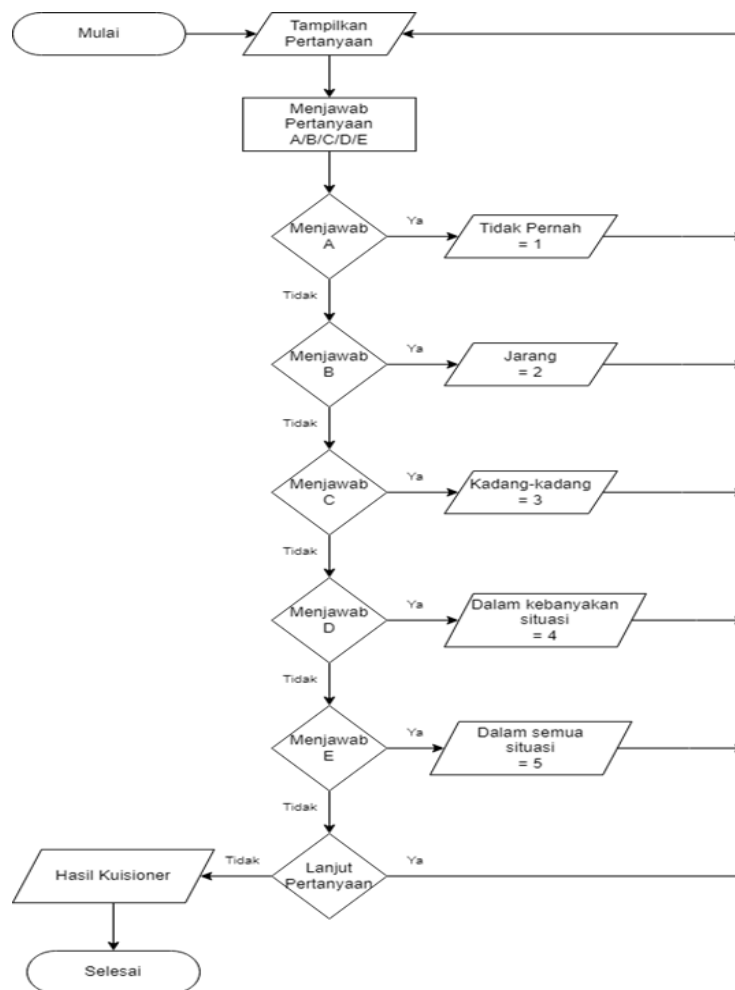 Mulai
Tampilkan
Pertanyaan
Menjawab
Pertanyaan
A/B/C/D/E
Menjawab
A
Ya
Tidak Pernah
= 1
Tidak
Menjawab
B
Ya
Jarang
= 2
Tidak
Menjawab
C
Ya
Kadang-kadang
= 3
Tidak
Menjawab
D
Ya
Dalam kebanyakan
situasi
= 4
Tidak
Menjawab
E
Ya
Dalam semua
situasi
= 5
Tidak
Lanjut
Pertanyaan
Ya
Tidak
Hasil Kuisioner
Selesai